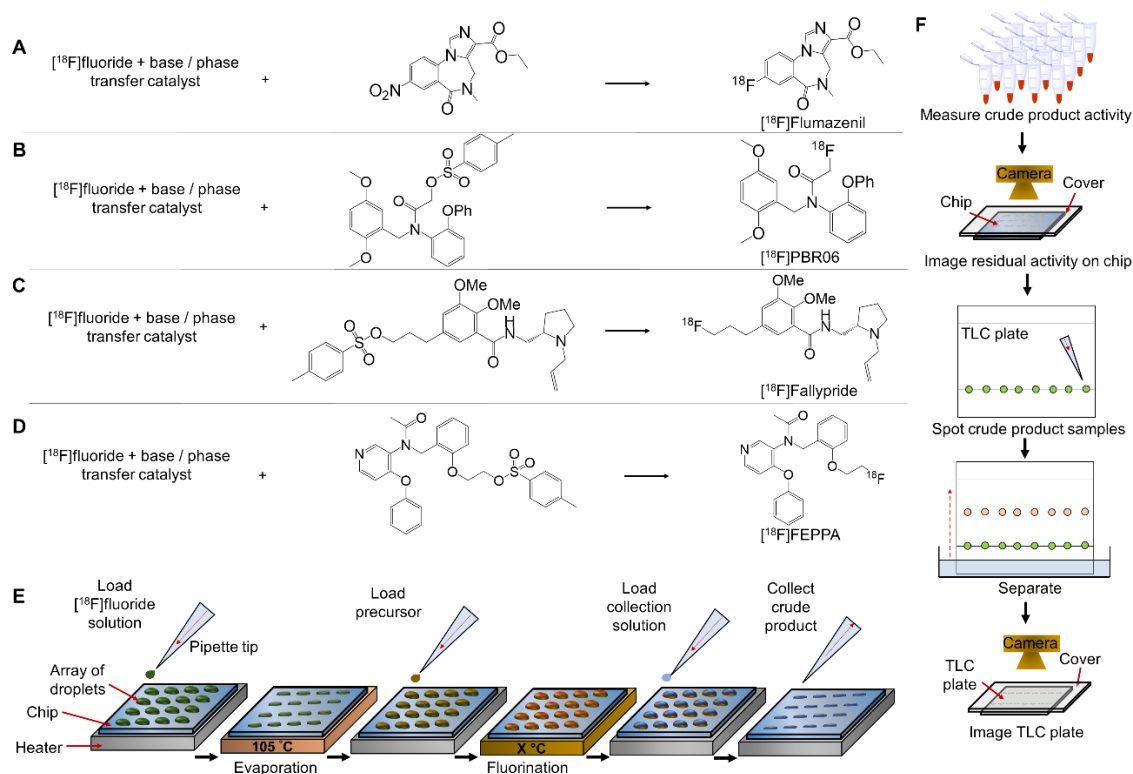 A
[¹⁸F]fluoride + base / phase
transfer catalyst
+
NO₂
N
N
N
O
O
O
¹⁸F
N
N
N
O
O
O
[¹⁸F]Flumazenil
B
[¹⁸F]fluoride + base / phase
transfer catalyst
+
O
S
O
O
O
O
OPh
N
O
¹⁸F
O
O
OPh
N
O
[¹⁸F]PBR06
C
[¹⁸F]fluoride + base / phase
transfer catalyst
+
OMe
OMe
H
N
O
N
O
S
O
O
OMe
OMe
¹⁸F
H
N
O
N
[¹⁸F]Fallypride
D
[¹⁸F]fluoride + base / phase
transfer catalyst
+
O
N
N
O
O
O
O
S
O
O
N
N
O
O
¹⁸F
[¹⁸F]FEPPA
E
Load
[¹⁸F]fluoride
solution
Pipette tip
Array of
droplets
Chip
Heater
105 ˚C
Evaporation
Load
precursor
X °C
Fluorination
Load
collection
solution
Collect
crude
product
F
Measure crude product activity
Camera
Cover
Chip
Image residual activity on chip
TLC plate
Spot crude product samples
Separate
Camera
TLC
plate
Cover
Image TLC plate